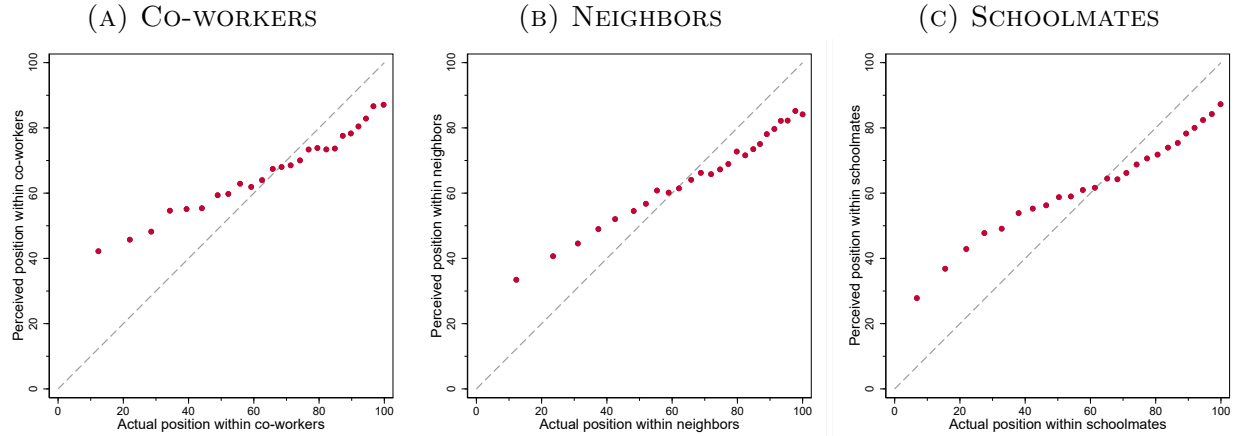 (A) CO-WORKERS
Perceived position within co-workers
100
80
60
40
20
0
0 20 40 60 80 100
Actual position within co-workers
(B) NEIGHBORS
Perceived position within neighbors
100
80
60
40
20
0
0 20 40 60 80 100
Actual position within neighbors
(C) SCHOOLMATES
Perceived position within schoolmates
100
80
60
40
20
0
0 20 40 60 80 100
Actual position within schoolmates